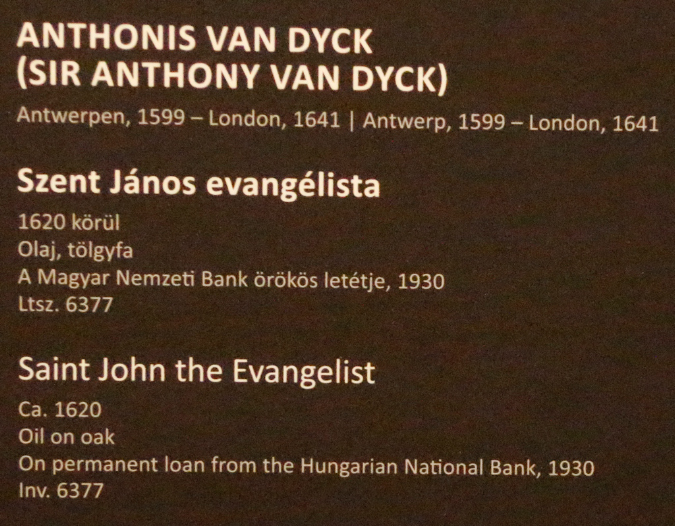 ANTHONIS VAN DYCK
(SIR ANTHONY VAN DYCK)
Antwerpen, 1599 – London, 1641 | Antwerp, 1599 – London, 1641
Szent János evangélista
1620 körül
Olaj, tölgyfa
A Magyar Nemzeti Bank örökös letétje, 1930
Ltsz. 6377
Saint John the Evangelist
Ca. 1620
Oil on oak
On permanent loan from the Hungarian National Bank, 1930
Inv. 6377